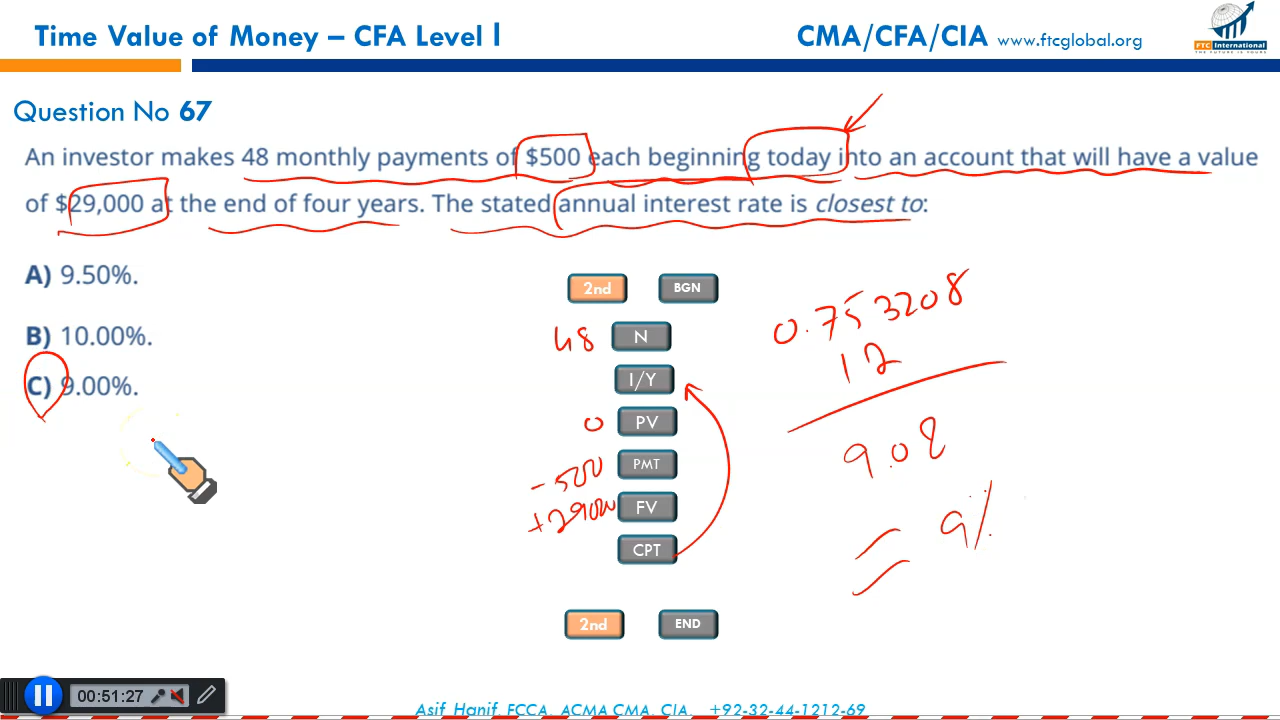 Time Value of Money – CFA Level I
CMA/CFA/CIA www.ftcglobal.org
FTC International
THE FUTURE IS YOURS
Question No 67
An investor makes 48 monthly payments of $500 each beginning today into an account that will have a value
of $29,000 at the end of four years. The stated annual interest rate is closest to:
A) 9.50%.
B) 10.00%.
C) 9.00%.
2nd BGN
48 N
I/Y
0 PV
-500 PMT
+29000 FV
CPT
2nd END
0.753208
12
9.08
= 9%
00:51:27
Asif Hanif, FCCA, ACMA CMA, CIA, +92-32-44-1212-69